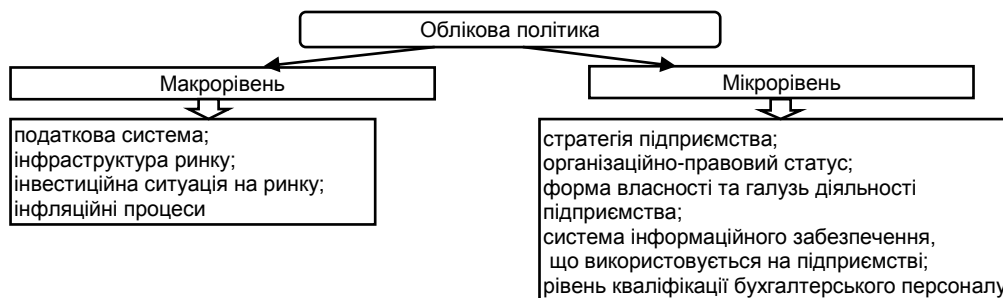 Облікова політика
Макрорівень
податкова система;
інфраструктура ринку;
інвестиційна ситуація на ринку;
інфляційні процеси
Мікрорівень
стратегія підприємства;
організаційно-правовий статус;
форма власності та галузь діяльності
підприємства;
система інформаційного забезпечення,
що використовується на підприємстві;
рівень кваліфікації бухгалтерського персоналу